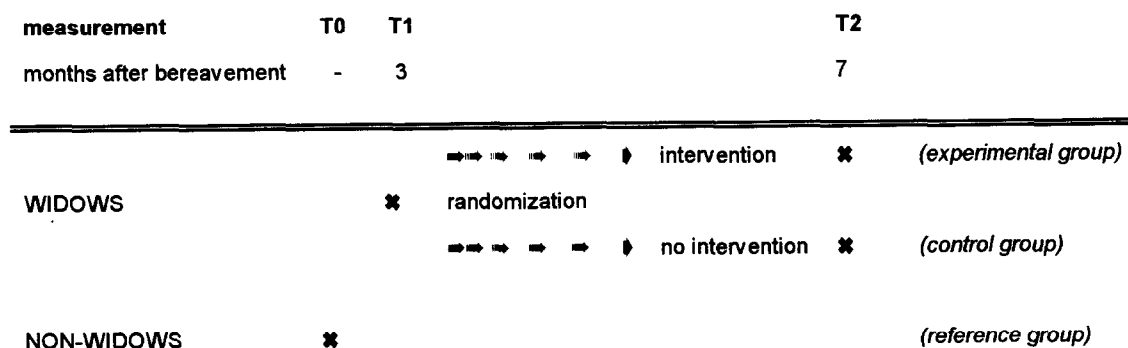 measurement T0 T1 T2
months after bereavement - 3 7
intervention ✖ (experimental group)
WIDOWS ✖ randomization
no intervention ✖ (control group)
NON-WIDOWS ✖ (reference group)